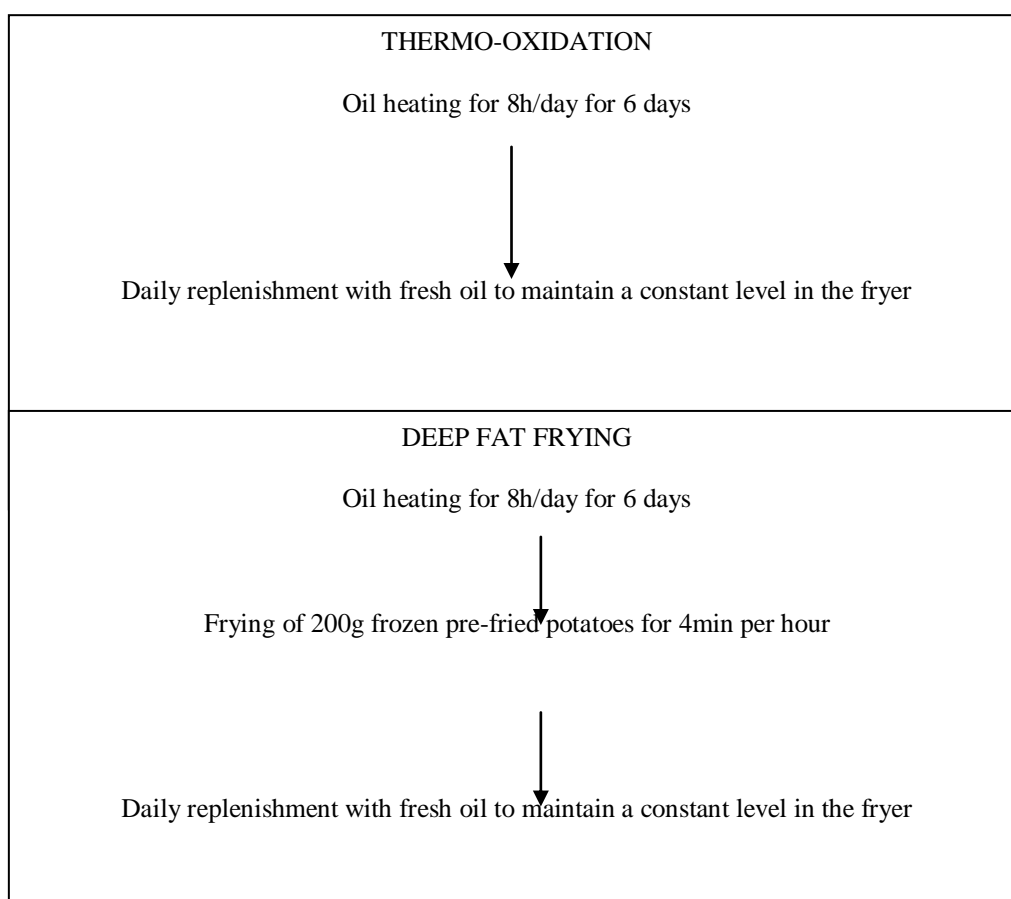 THERMO-OXIDATION
Oil heating for 8h/day for 6 days
Daily replenishment with fresh oil to maintain a constant level in the fryer
DEEP FAT FRYING
Oil heating for 8h/day for 6 days
Frying of 200g frozen pre-fried potatoes for 4min per hour
Daily replenishment with fresh oil to maintain a constant level in the fryer